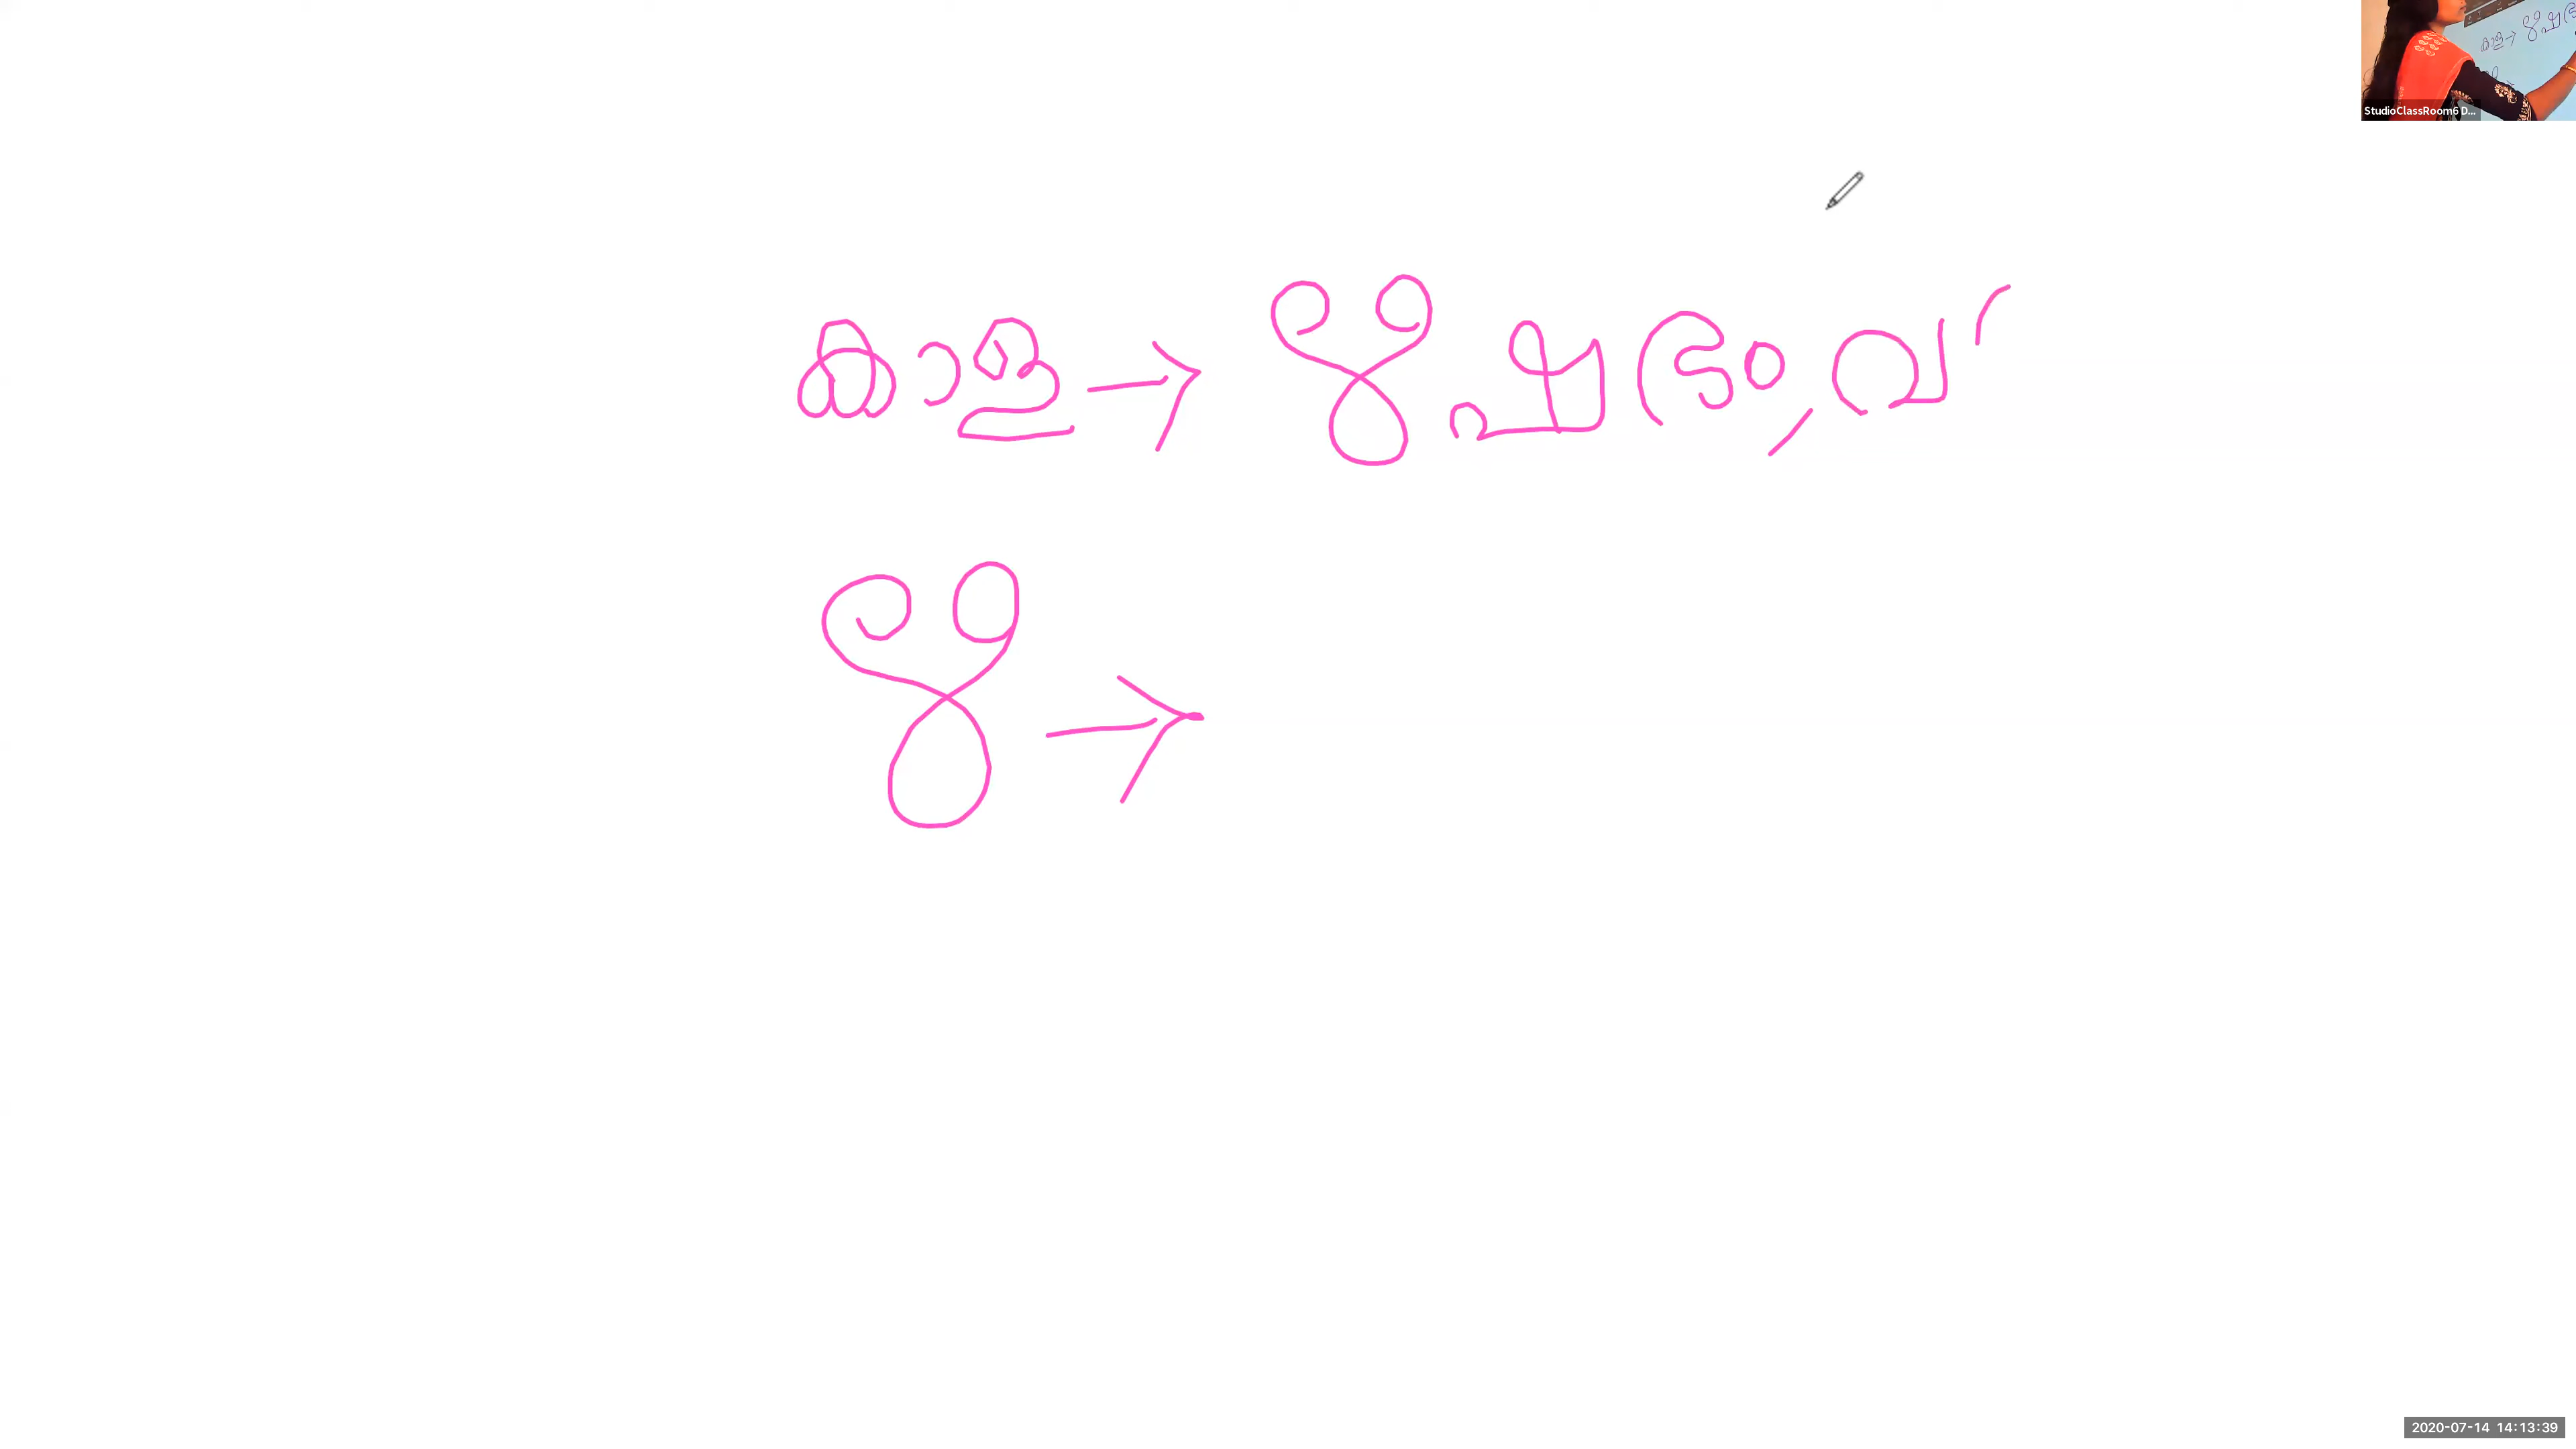 StudioClassRoom6 D...
കാള → ഋഷഭം, വ
ഋ →
2020-07-14 14:13:39